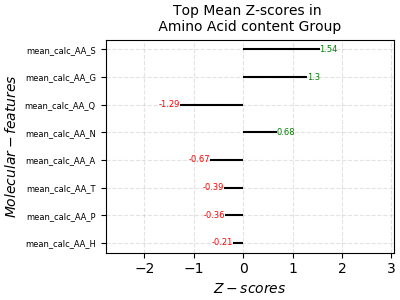 Top Mean Z-scores in
Amino Acid content Group
Molecular − features
mean_calc_AA_S 1.54
mean_calc_AA_G 1.3
mean_calc_AA_Q -1.29
mean_calc_AA_N 0.68
mean_calc_AA_A -0.67
mean_calc_AA_T -0.39
mean_calc_AA_P -0.36
mean_calc_AA_H -0.21
−2 −1 0 1 2 3
Z − scores